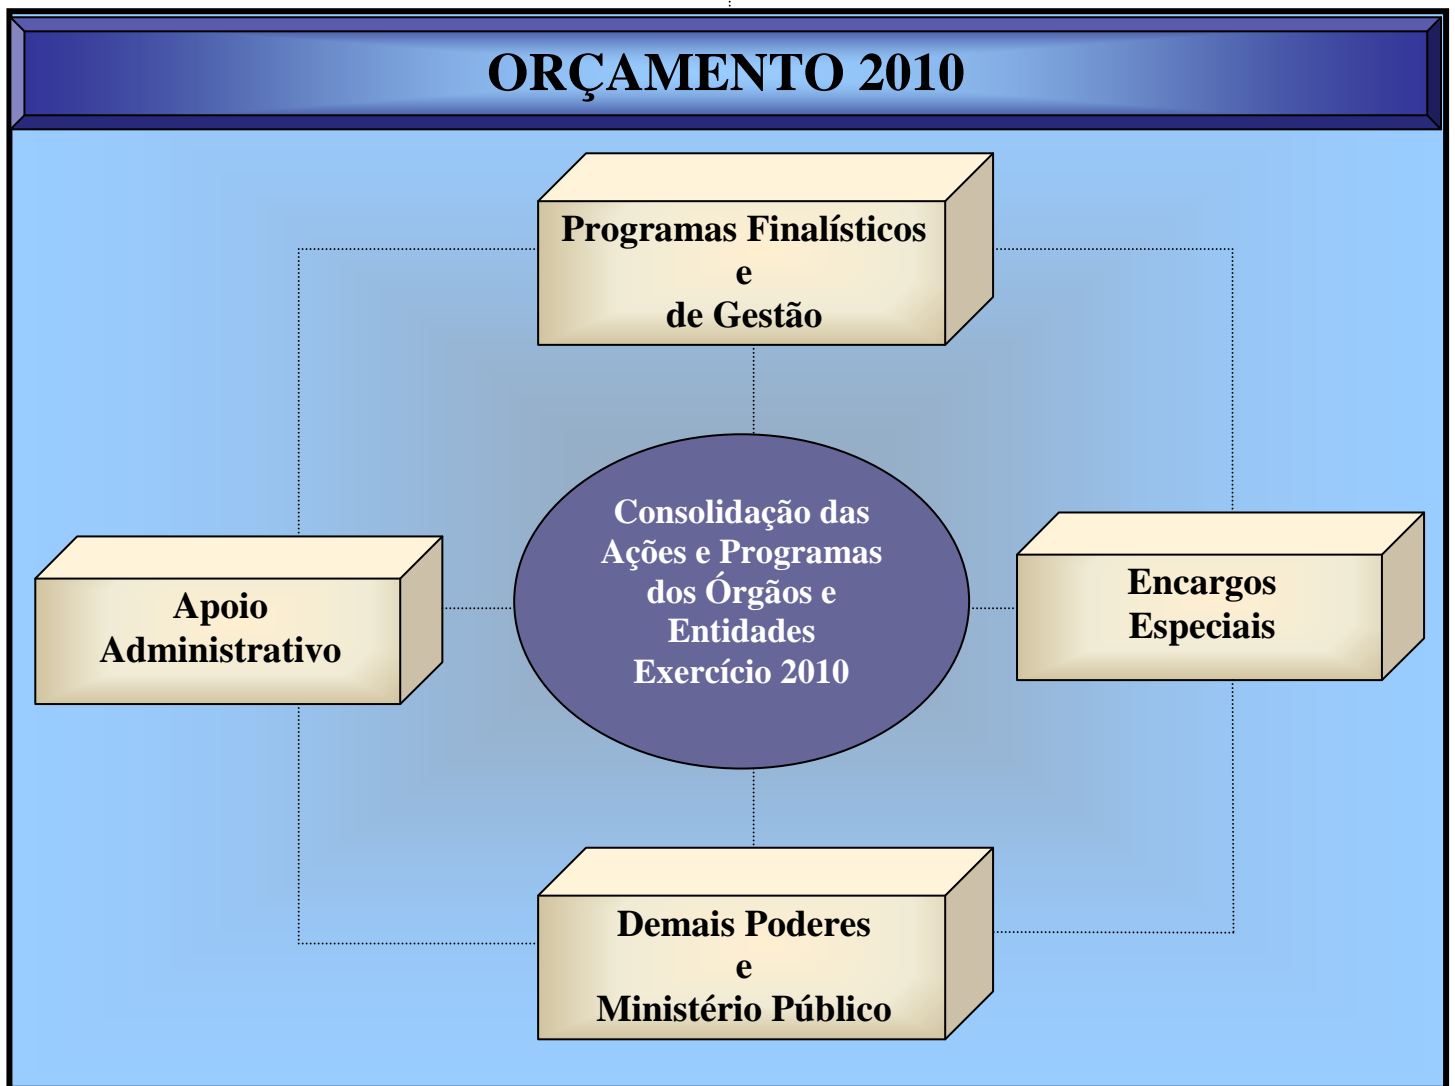 ORÇAMENTO 2010
Programas Finalísticos
e
de Gestão
Consolidação das
Ações e Programas
dos Órgãos e
Entidades
Exercício 2010
Apoio
Administrativo
Encargos
Especiais
Demais Poderes
e
Ministério Público